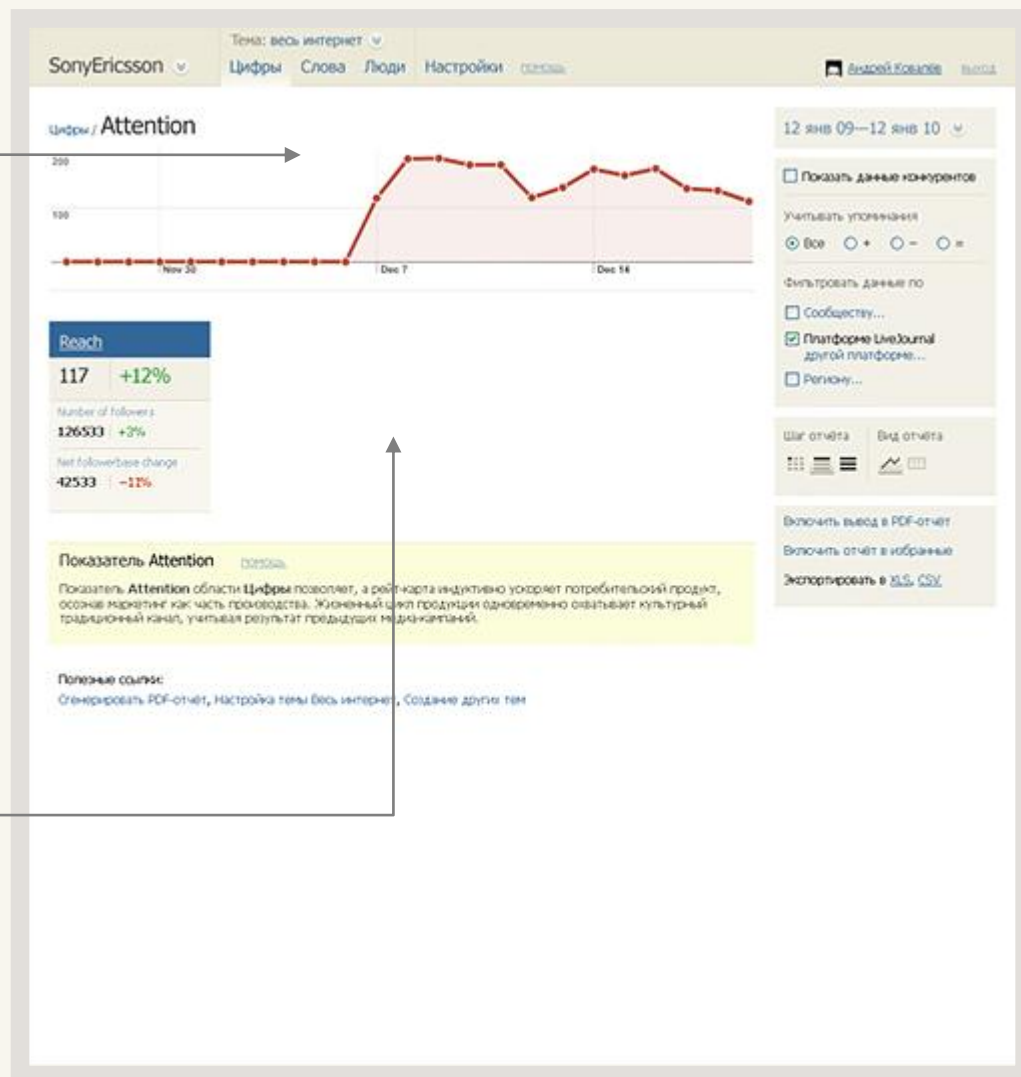 Тема: весь интернет
SonyEricsson
Цифры Слова Люди Настройки помощь
Андрей Ковалёв выход
Цифры / Attention
200
100
Nov 30
Dec 7
Dec 14
Reach
117 +12%
Number of followers
126533 +3%
Net followerbase change
42533 −11%
Показатель Attention помощь
Показатель Attention области Цифры позволяет, а рейт-карта индуктивно ускоряет потребительский продукт,
осознав маркетинг как часть производства. Жизненный цикл продукции одновременно охватывает культурный
традиционный канал, учитывая результат предыдущих медиа-кампаний.
Полезные ссылки:
Сгенерировать PDF-отчёт, Настройка темы Весь интернет, Создание других тем
12 янв 09—12 янв 10
Показать данные конкурентов
Учитывать упоминания
Все + − =
Фильтровать данные по
Сообществу...
Платформе LiveJournal
другой платформе...
Региону...
Шаг отчёта Вид отчёта
Включить вывод в PDF-отчёт
Включить отчёт в избранные
Экспортировать в XLS, CSV